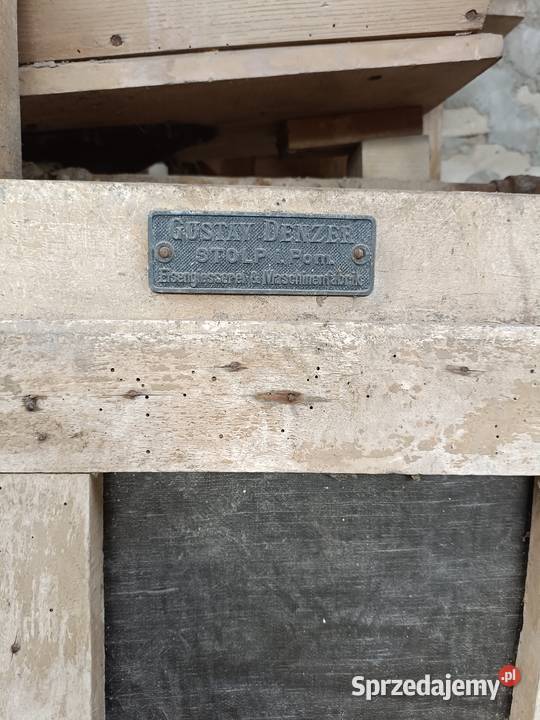 GUSTAV DENZER
STOLP i. Pom.
Eisengiesserei u. Maschinenfabrik
Sprzedajemy.pl